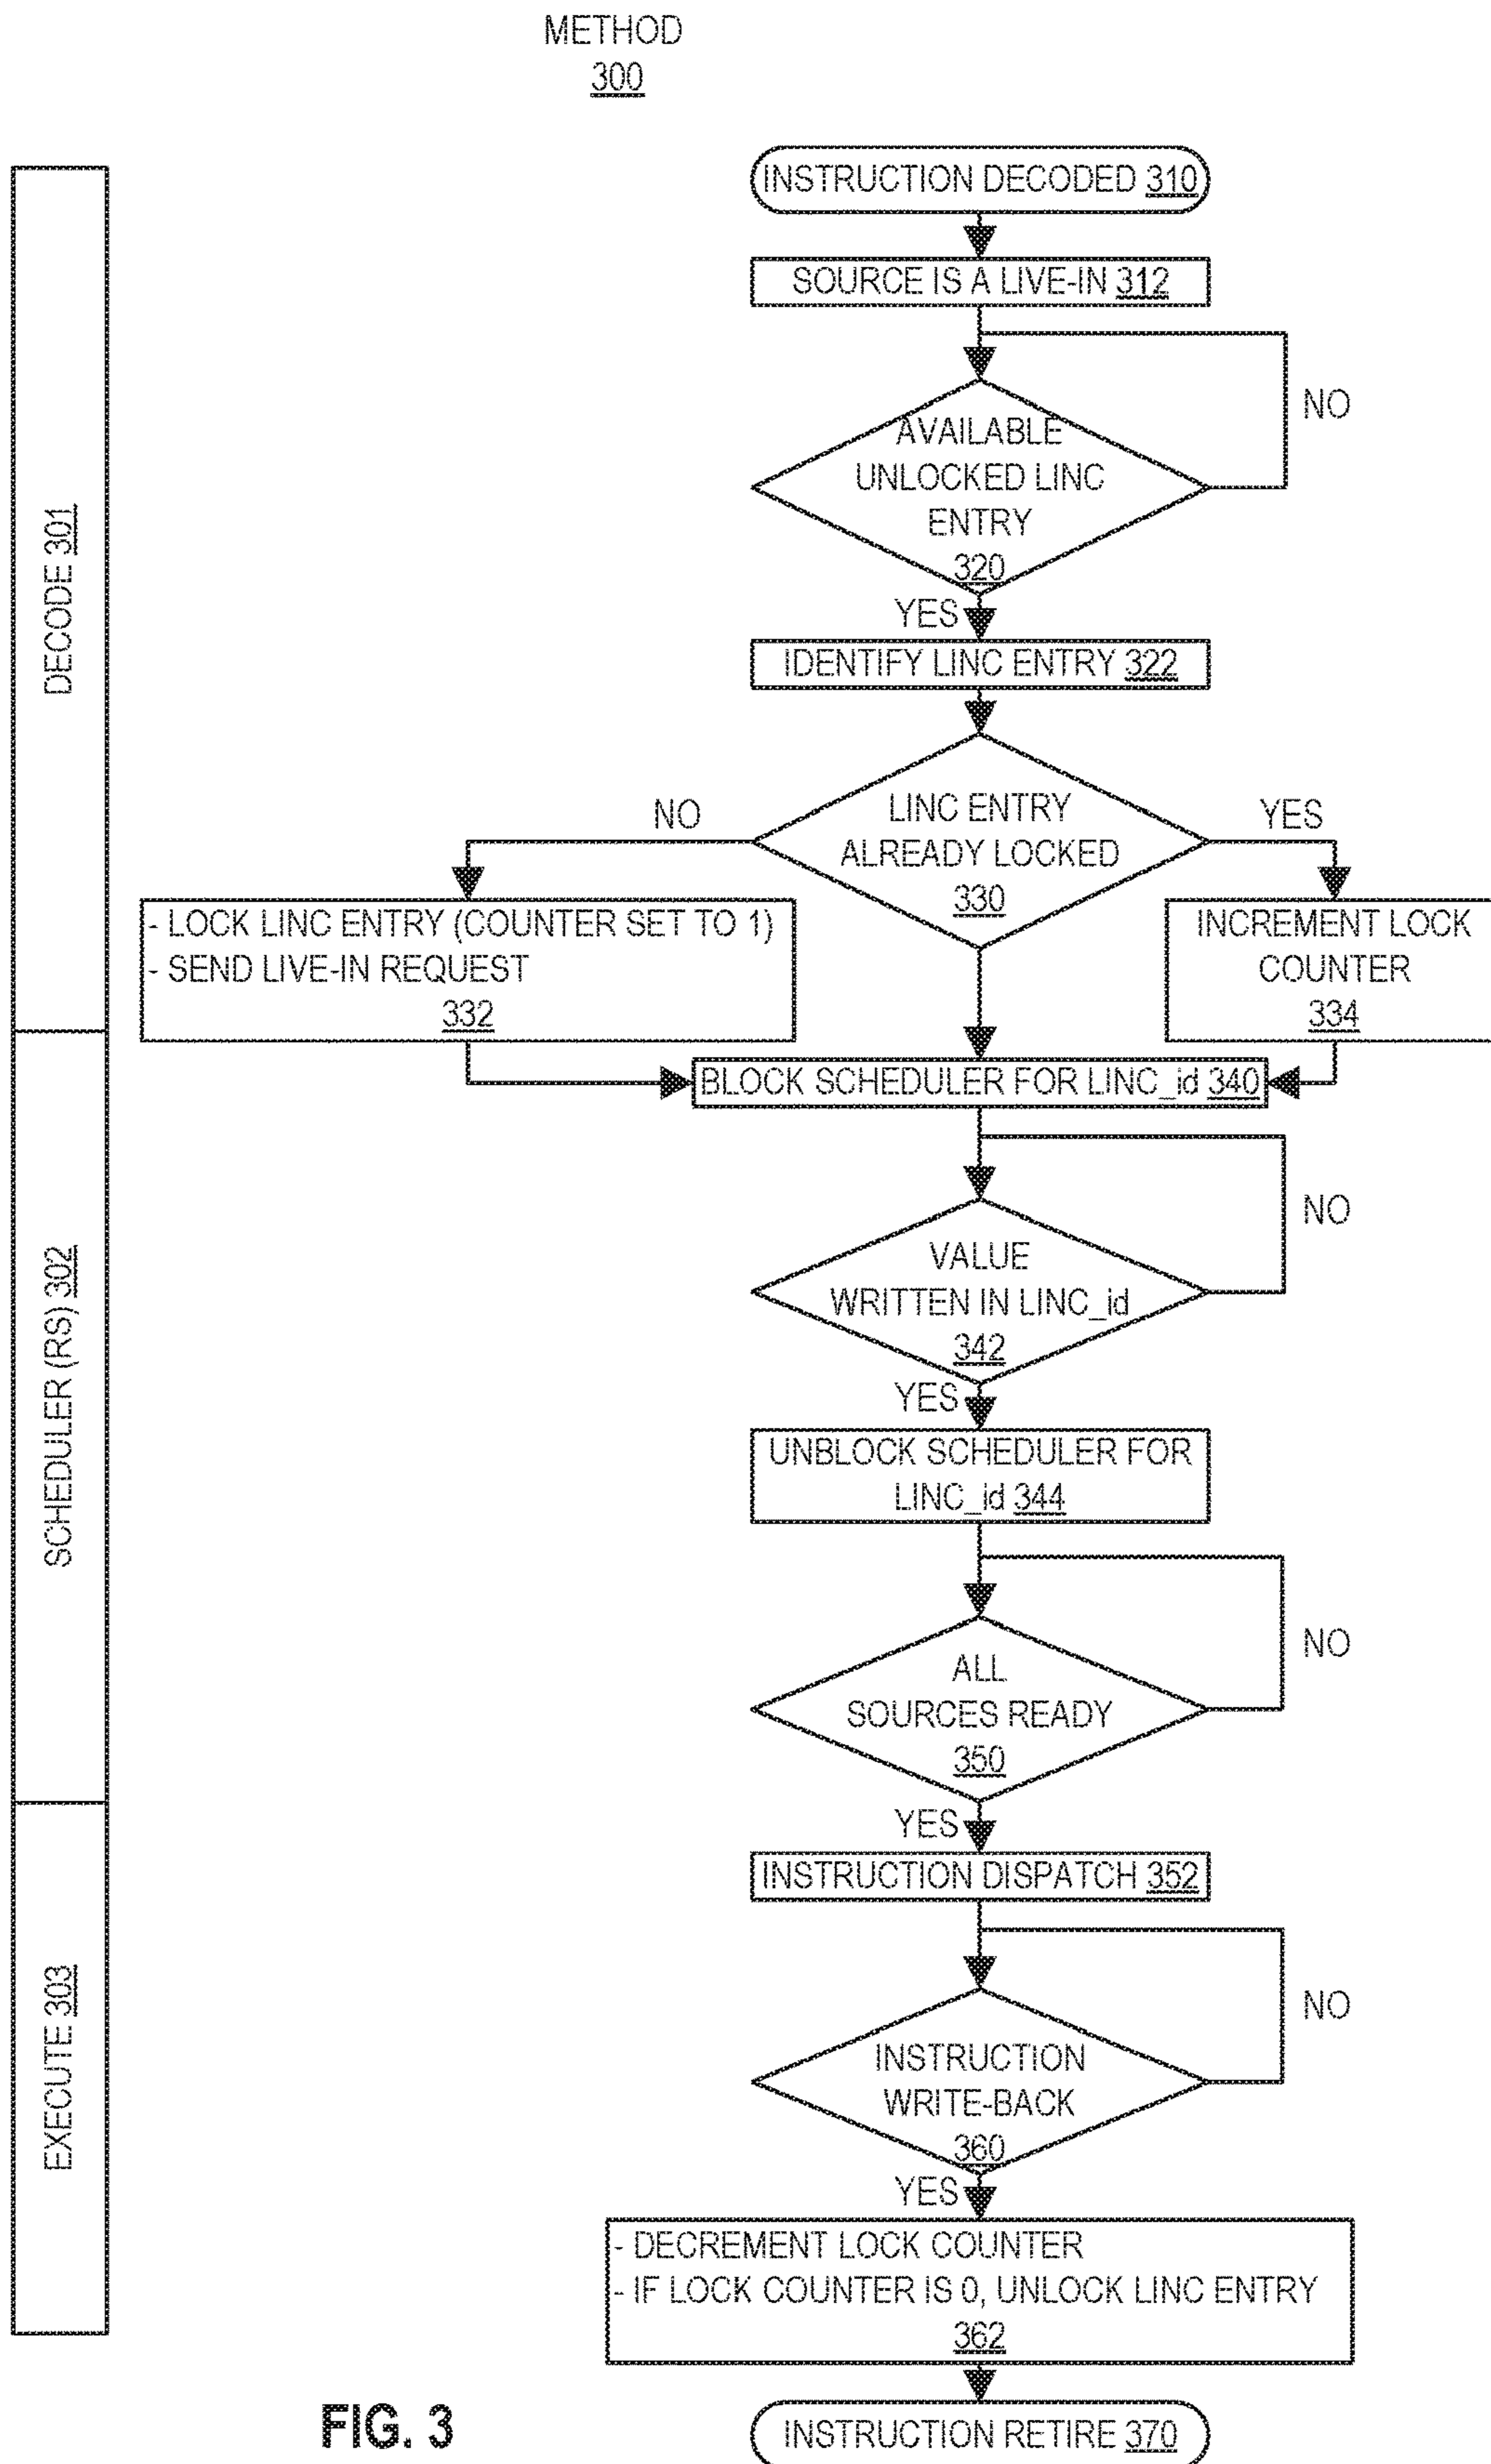 METHOD
300
INSTRUCTION DECODED 310
SOURCE IS A LIVE-IN 312
NO
AVAILABLE
UNLOCKED LINC
ENTRY
320
DECODE 301
YES
IDENTIFY LINC ENTRY 322
NO
LINC ENTRY
ALREADY LOCKED
330
YES
- LOCK LINC ENTRY (COUNTER SET TO 1)
- SEND LIVE-IN REQUEST
332
INCREMENT LOCK
COUNTER
334
BLOCK SCHEDULER FOR LINC_id 340
NO
VALUE
WRITTEN IN LINC_id
342
SCHEDULER (RS) 302
YES
UNBLOCK SCHEDULER FOR
LINC_id 344
NO
ALL
SOURCES READY
350
YES
INSTRUCTION DISPATCH 352
NO
INSTRUCTION
WRITE-BACK
360
EXECUTE 303
YES
- DECREMENT LOCK COUNTER
- IF LOCK COUNTER IS 0, UNLOCK LINC ENTRY
362
FIG. 3
INSTRUCTION RETIRE 370